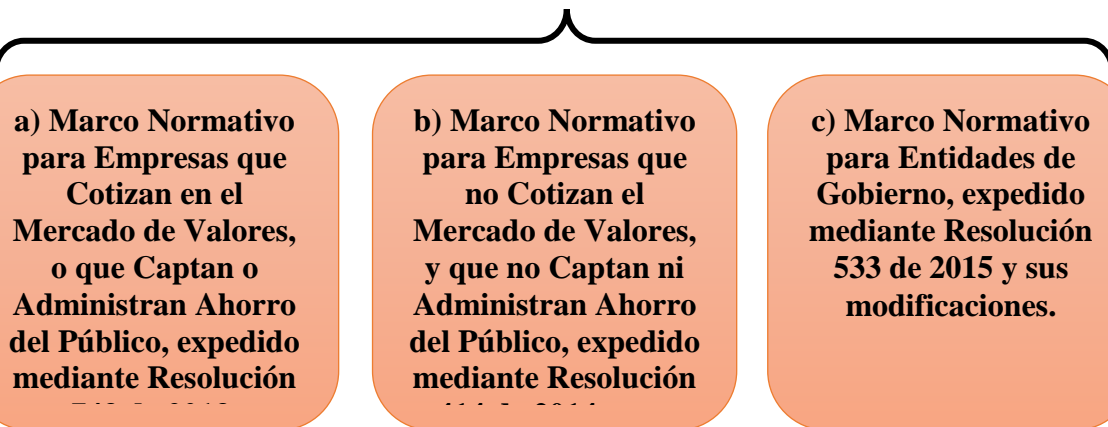 a) Marco Normativo
para Empresas que
Cotizan en el
Mercado de Valores,
o que Captan o
Administran Ahorro
del Público, expedido
mediante Resolución
b) Marco Normativo
para Empresas que
no Cotizan el
Mercado de Valores,
y que no Captan ni
Administran Ahorro
del Público, expedido
mediante Resolución
c) Marco Normativo
para Entidades de
Gobierno, expedido
mediante Resolución
533 de 2015 y sus
modificaciones.